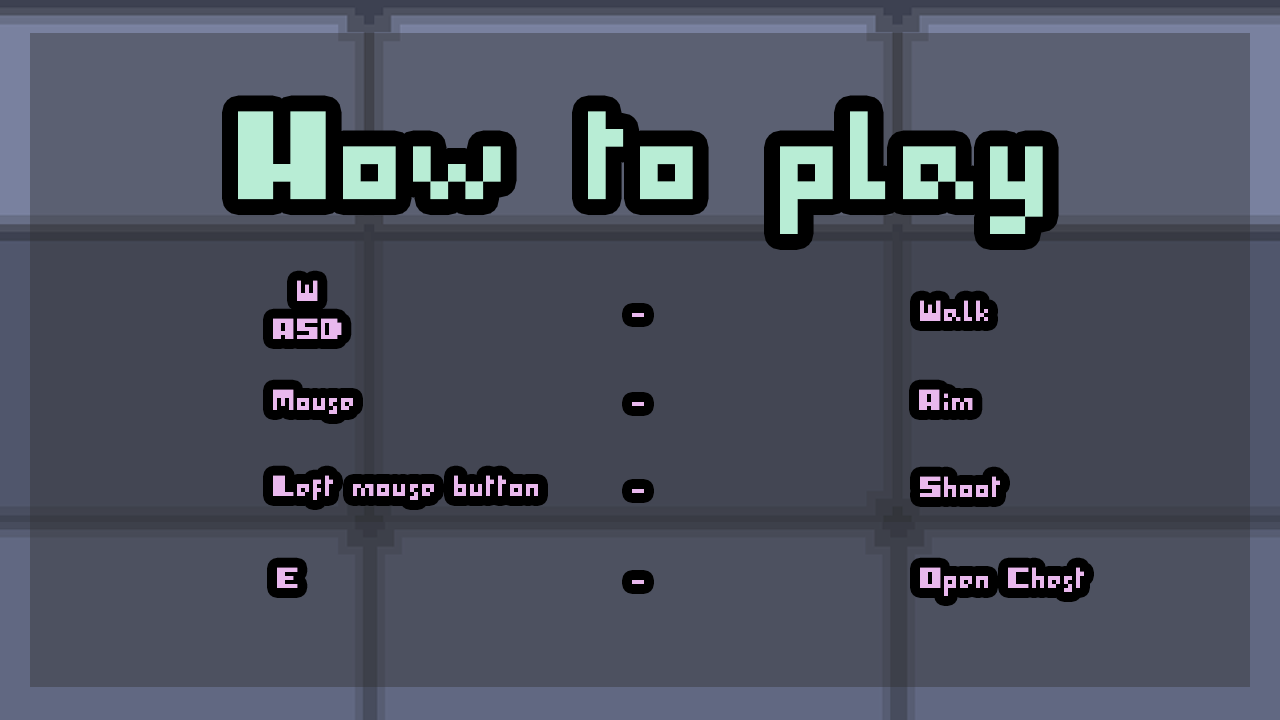 How to play
W
ASD - Walk
Mouse - Aim
Left mouse button - Shoot
E - Open Chest